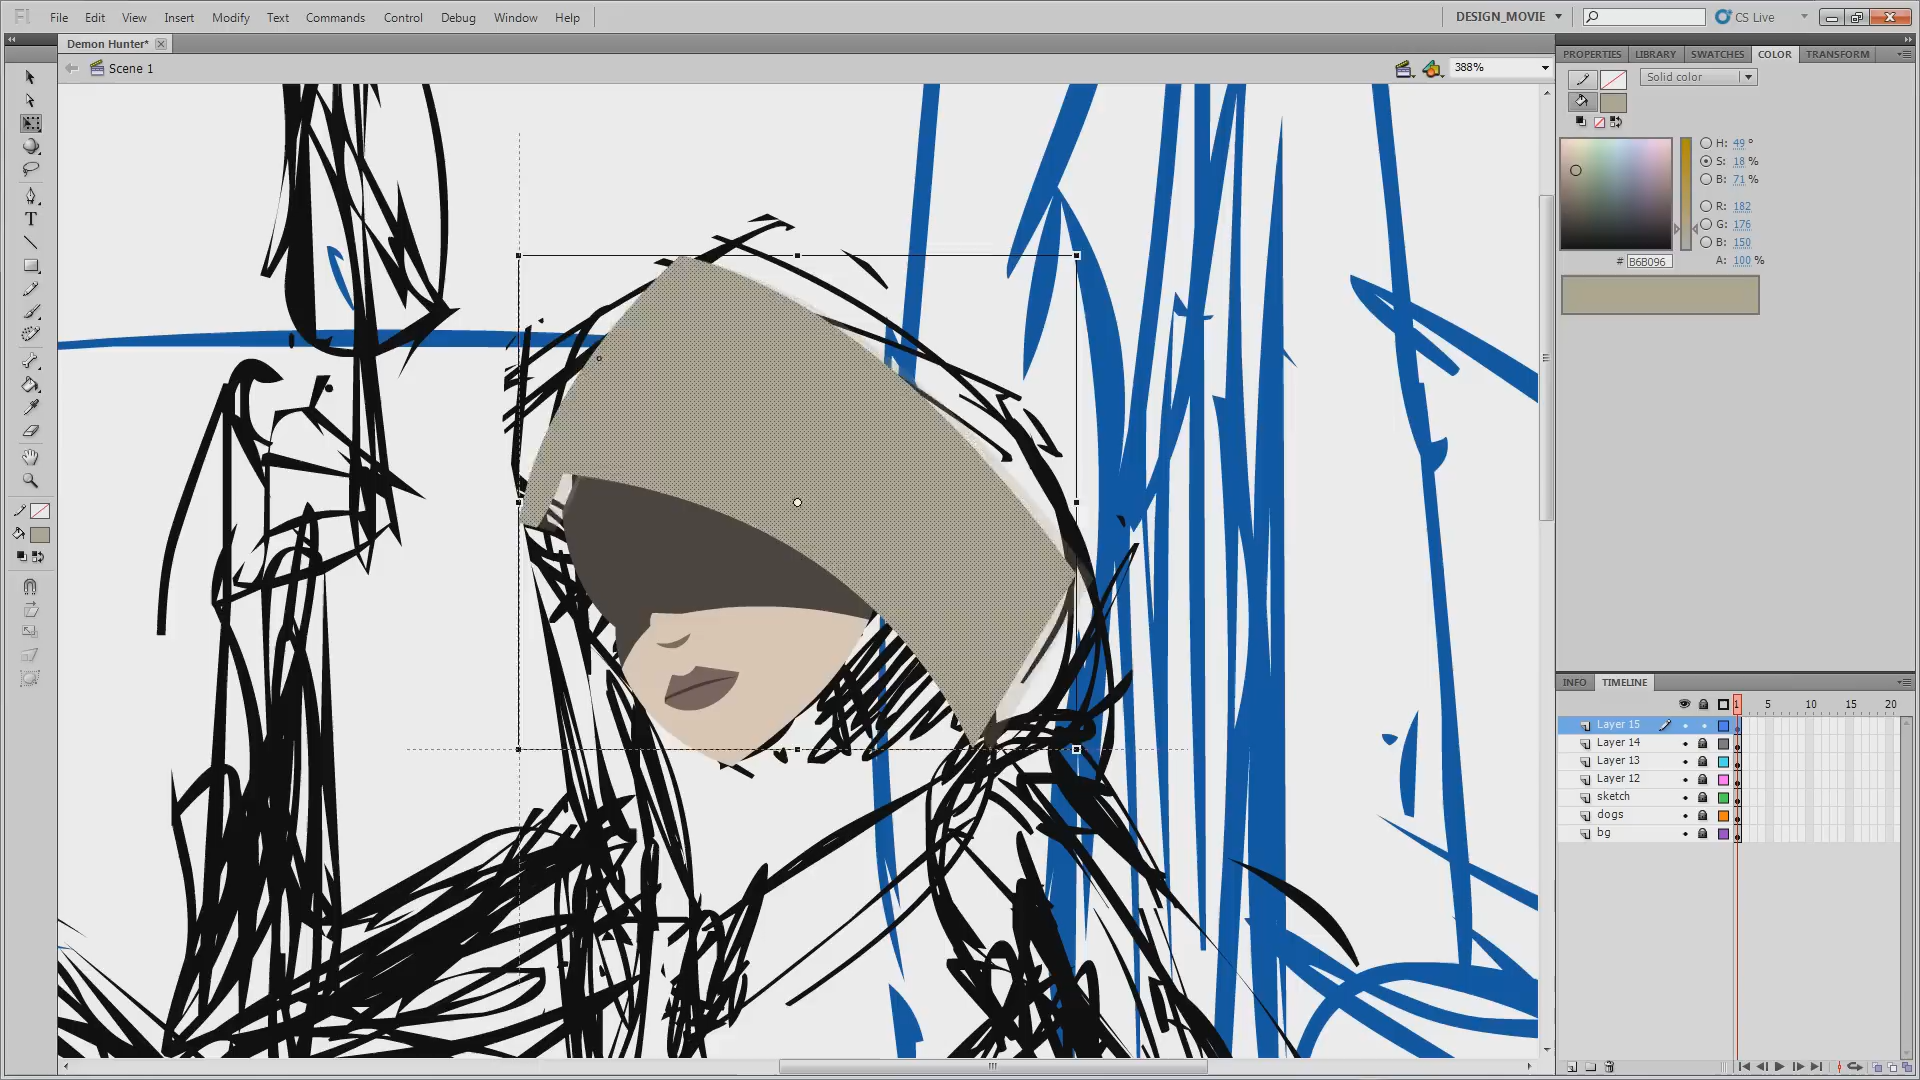 Fl File Edit View Insert Modify Text Commands Control Debug Window Help DESIGN_MOVIE CS Live
Demon Hunter*
Scene 1 388%
PROPERTIES LIBRARY SWATCHES COLOR TRANSFORM
Solid color
H: 49 °
S: 18 %
B: 71 %
R: 182
G: 176
B: 150
# B6B096 A: 100 %
T
INFO TIMELINE
1 5 10 15 20
Layer 15
Layer 14
Layer 13
Layer 12
sketch
dogs
bg